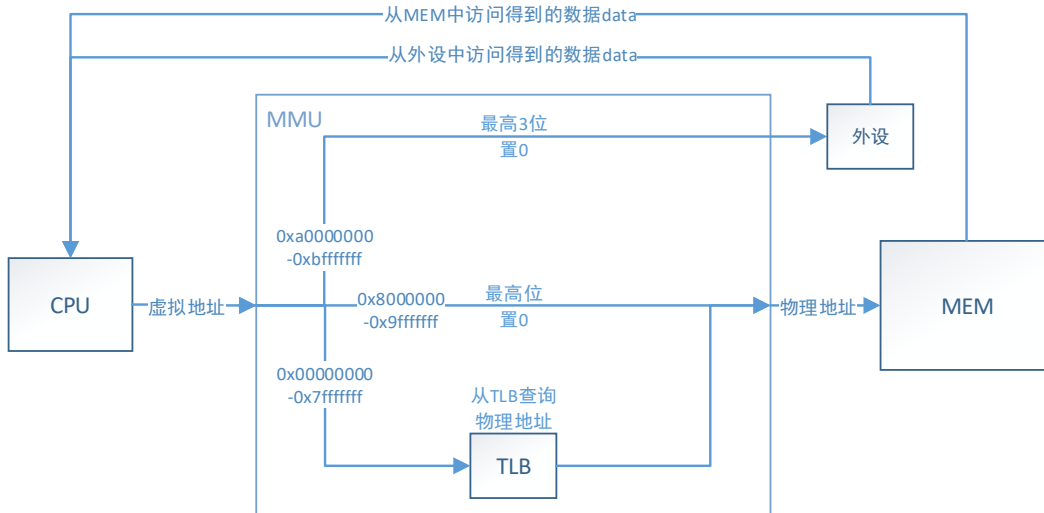 从MEM中访问得到的数据data
从外设中访问得到的数据data
MMU
最高3位
置0
外设
0xa0000000
-0xbfffffff
CPU
虚拟地址
0x8000000
-0x9fffffff
最高位
置0
物理地址
MEM
0x00000000
-0x7fffffff
从TLB查询
物理地址
TLB